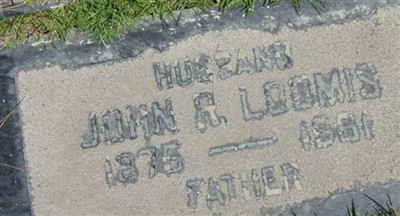 HUSBAND
JOHN R. LOOMIS
1875 — 1961
FATHER